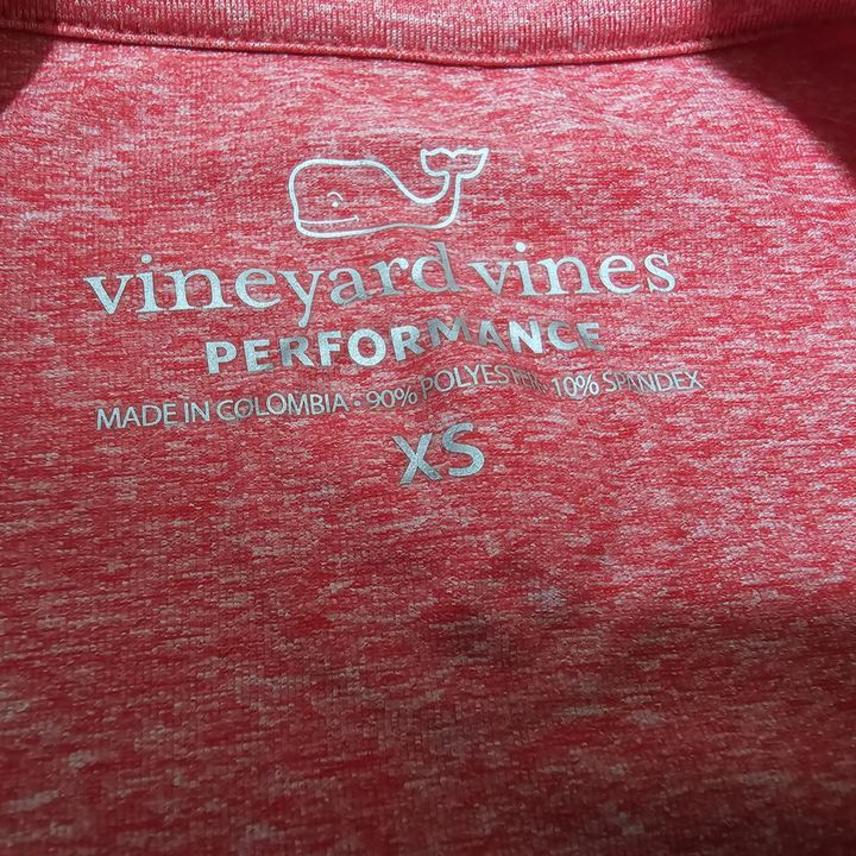 vineyard vines
PERFORMANCE
MADE IN COLOMBIA • 90% POLYESTER, 10% SPANDEX
XS